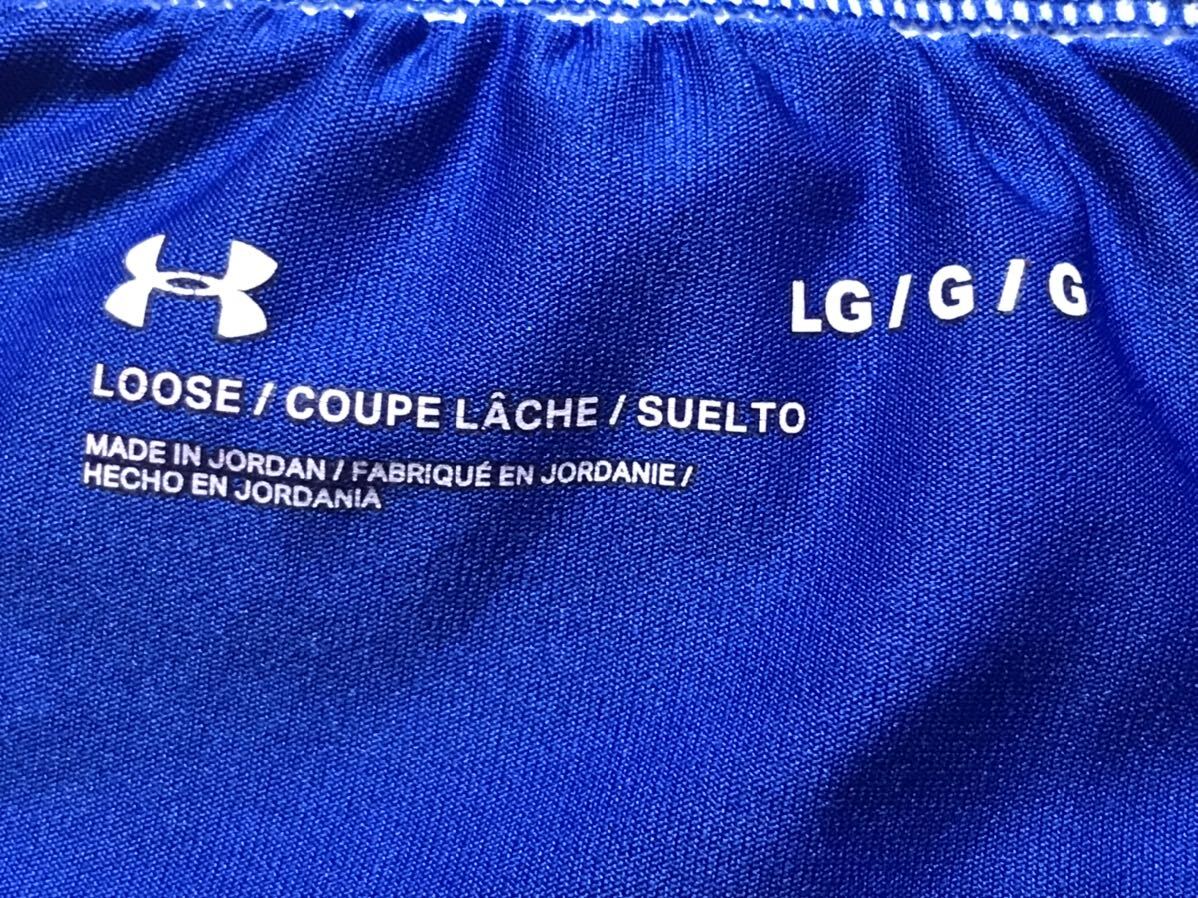 LG / G / G
LOOSE / COUPE LÂCHE / SUELTO
MADE IN JORDAN / FABRIQUÉ EN JORDANIE /
HECHO EN JORDANIA